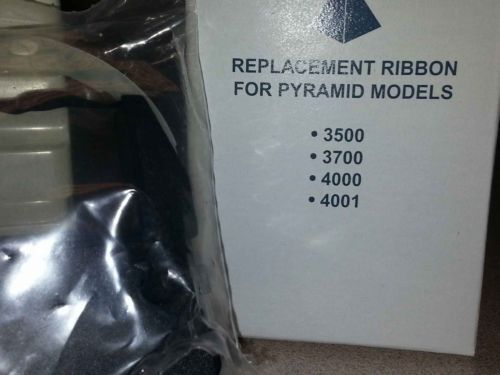 REPLACEMENT RIBBON
FOR PYRAMID MODELS
• 3500
• 3700
• 4000
• 4001